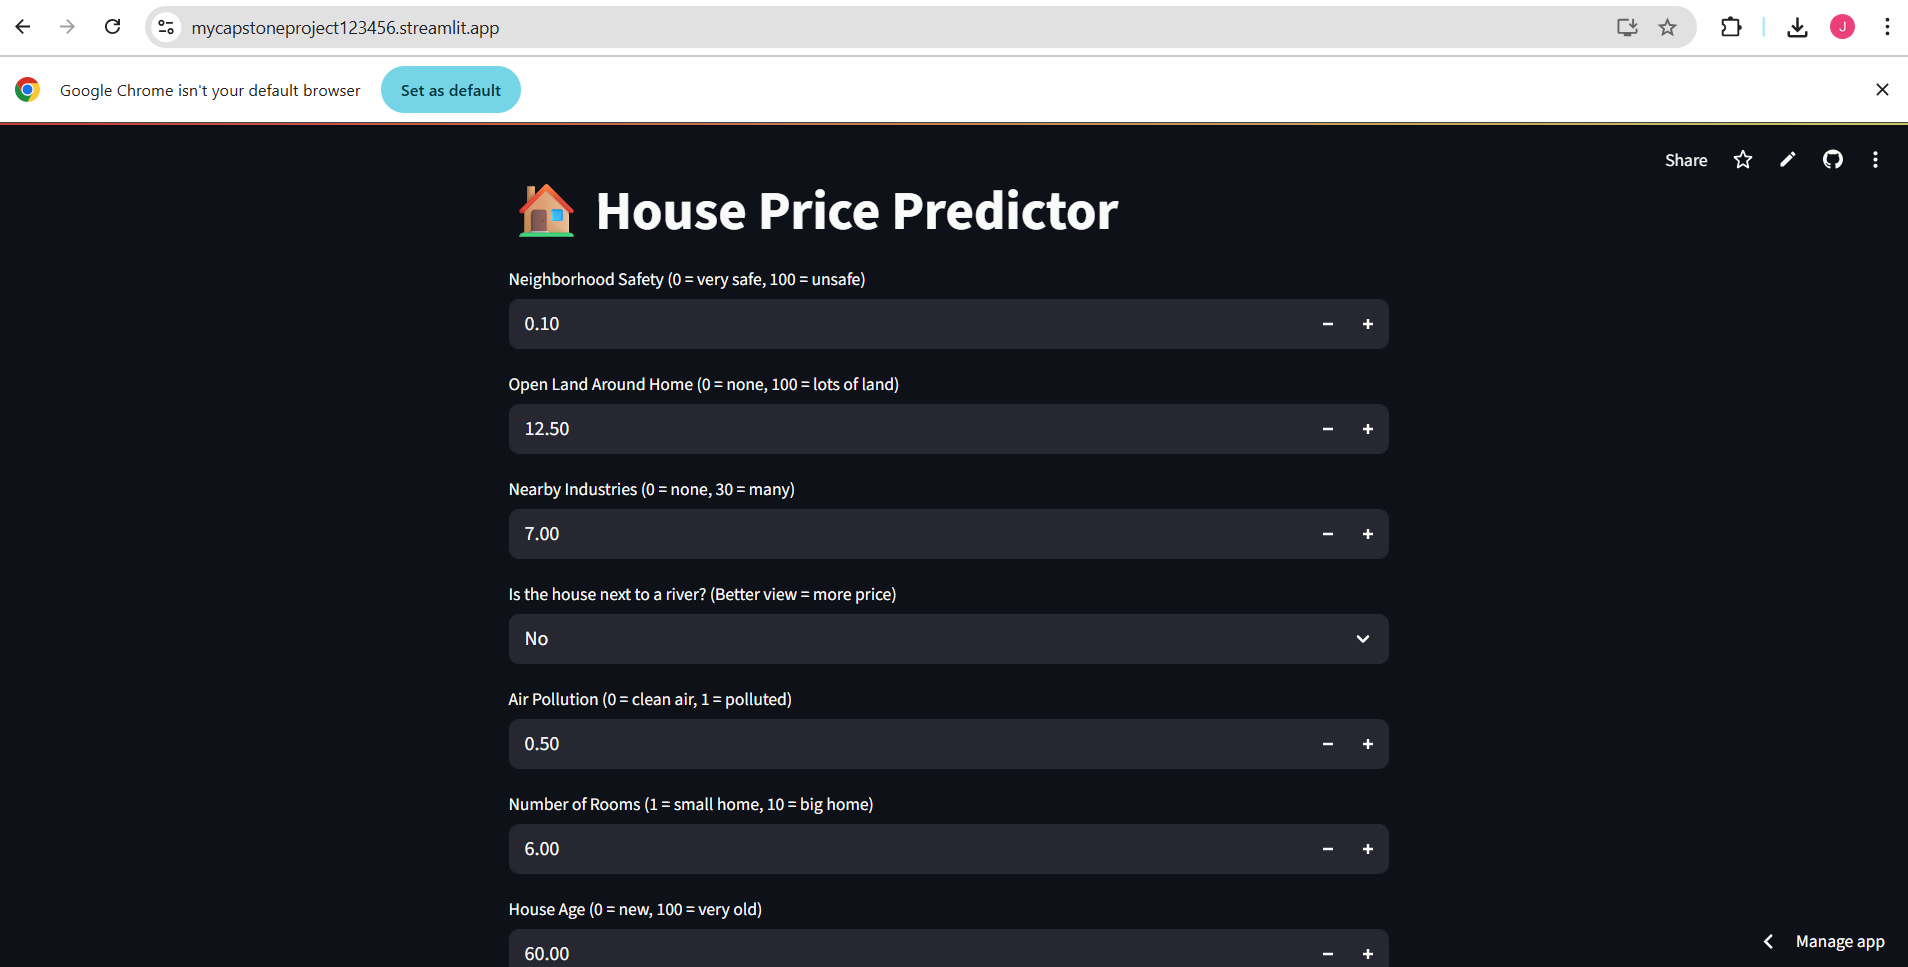 mycapstoneproject123456.streamlit.app
J
Google Chrome isn't your default browser
Set as default
Share
House Price Predictor
Neighborhood Safety (0 = very safe, 100 = unsafe)
0.10
Open Land Around Home (0 = none, 100 = lots of land)
12.50
Nearby Industries (0 = none, 30 = many)
7.00
Is the house next to a river? (Better view = more price)
No
Air Pollution (0 = clean air, 1 = polluted)
0.50
Number of Rooms (1 = small home, 10 = big home)
6.00
House Age (0 = new, 100 = very old)
60.00
Manage app